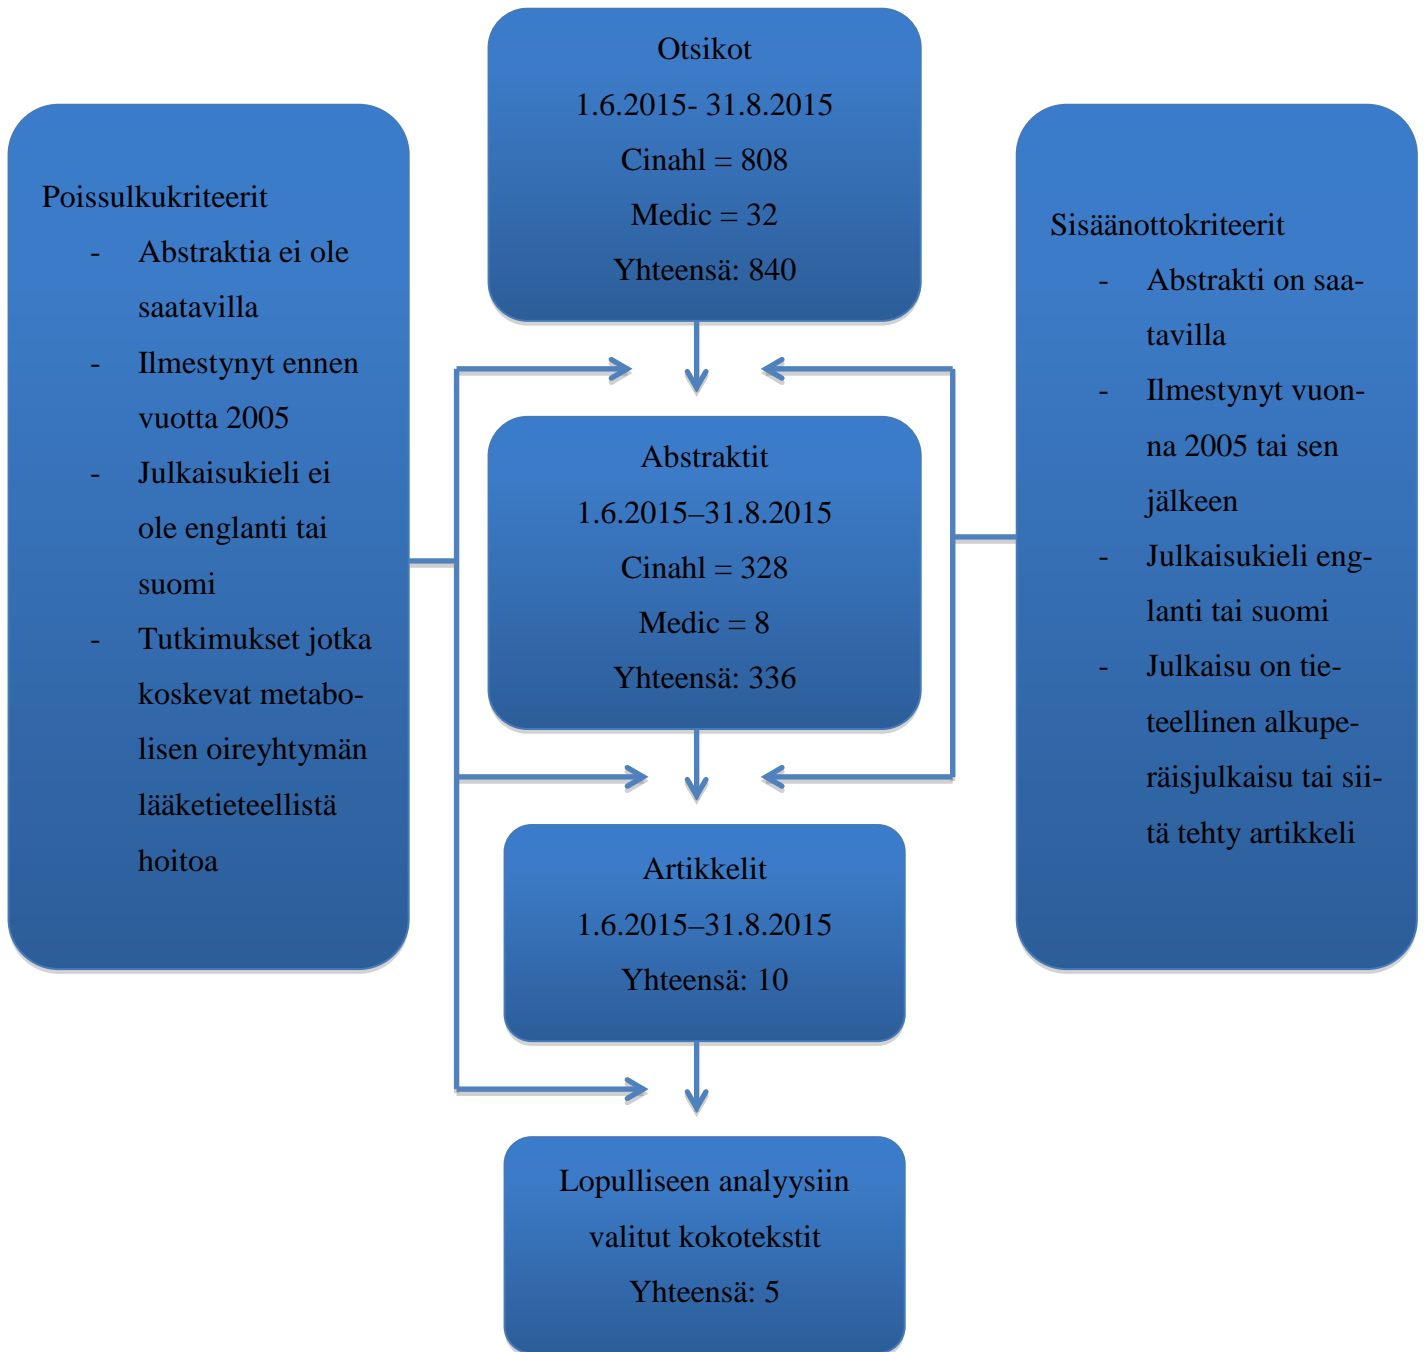 Otsikot
1.6.2015- 31.8.2015
Cinahl = 808
Medic = 32
Yhteensä: 840
Poissulkukriteerit
- Abstraktia ei ole
saatavilla
- Ilmestynyt ennen
vuotta 2005
- Julkaisukieli ei
ole englanti tai
suomi
- Tutkimukset jotka
koskevat metabo-
lisen oireyhtymän
lääketieteellistä
hoitoa
Sisäänottokriteerit
- Abstrakti on saa-
tavilla
- Ilmestynyt vuon-
na 2005 tai sen
jälkeen
- Julkaisukieli eng-
lanti tai suomi
- Julkaisu on tie-
teellinen alkupe-
räisjulkaisu tai sii-
tä tehty artikkeli
Abstraktit
1.6.2015–31.8.2015
Cinahl = 328
Medic = 8
Yhteensä: 336
Artikkelit
1.6.2015–31.8.2015
Yhteensä: 10
Lopulliseen analyysiin
valitut kokotekstit
Yhteensä: 5